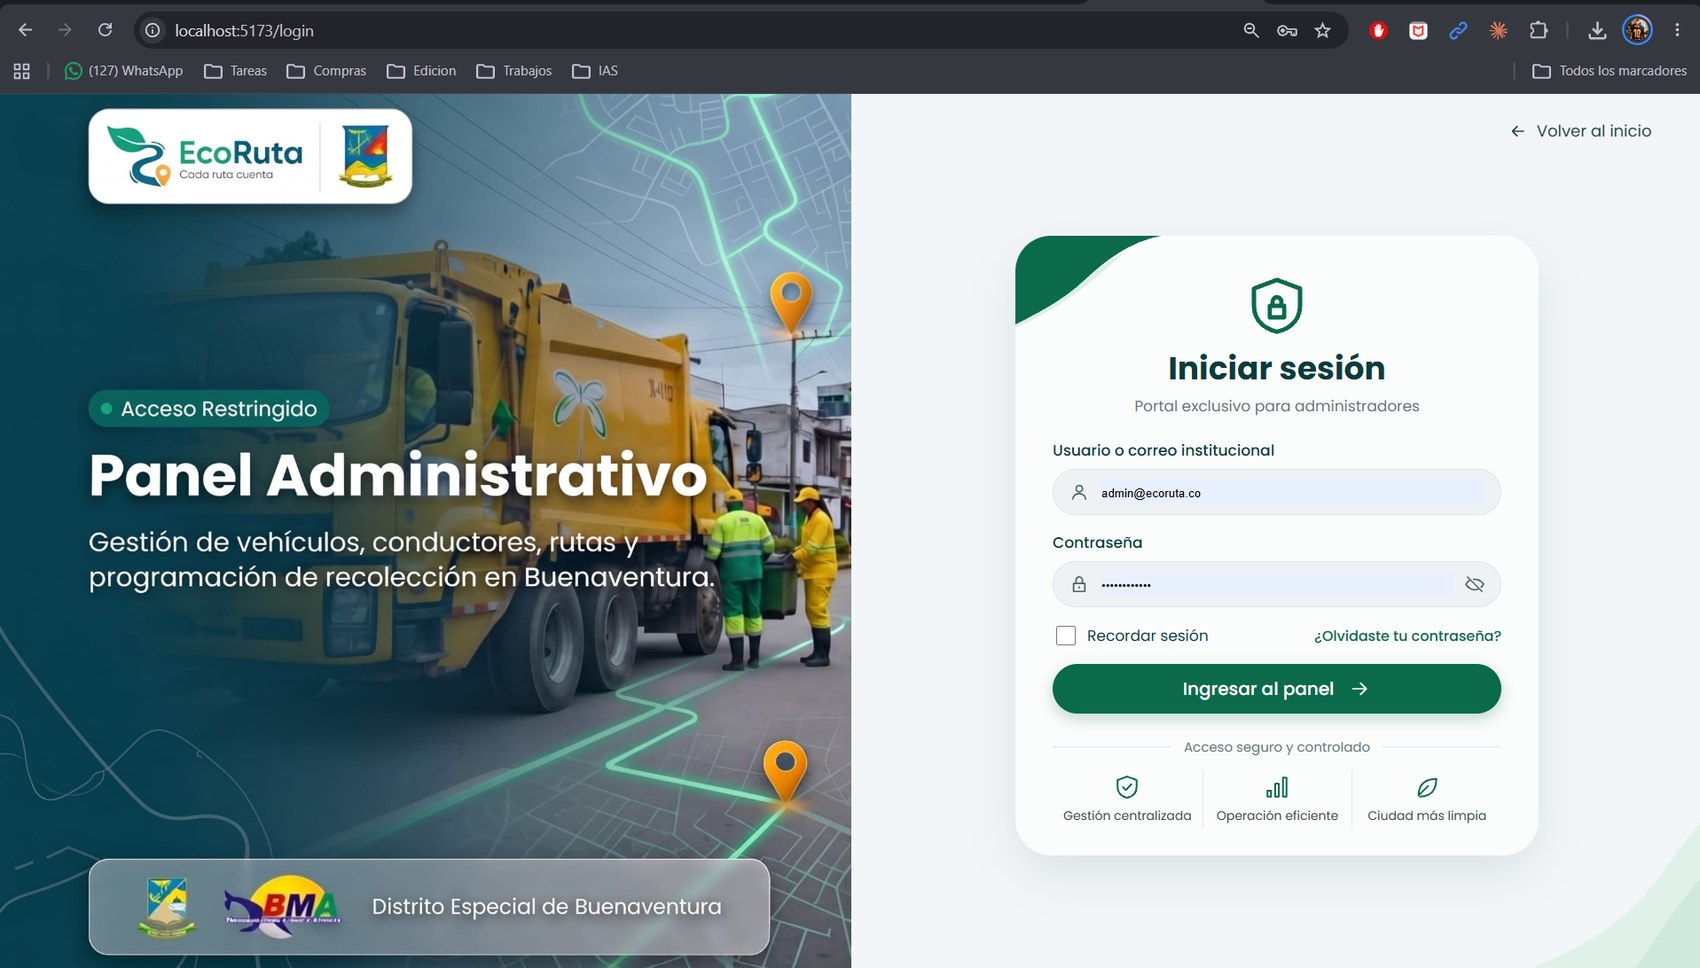 localhost:5173/login
(127) WhatsApp
Tareas
Compras
Edicion
Trabajos
IAS
Todos los marcadores
EcoRuta
Cada ruta cuenta
X-410
Acceso Restringido
Panel Administrativo
Gestión de vehículos, conductores, rutas y
programación de recolección en Buenaventura.
BMA
Distrito Especial de Buenaventura
← Volver al inicio
Iniciar sesión
Portal exclusivo para administradores
Usuario o correo institucional
admin@ecoruta.co
Contraseña
••••••••••••
Recordar sesión
¿Olvidaste tu contraseña?
Ingresar al panel →
Acceso seguro y controlado
Gestión centralizada
Operación eficiente
Ciudad más limpia